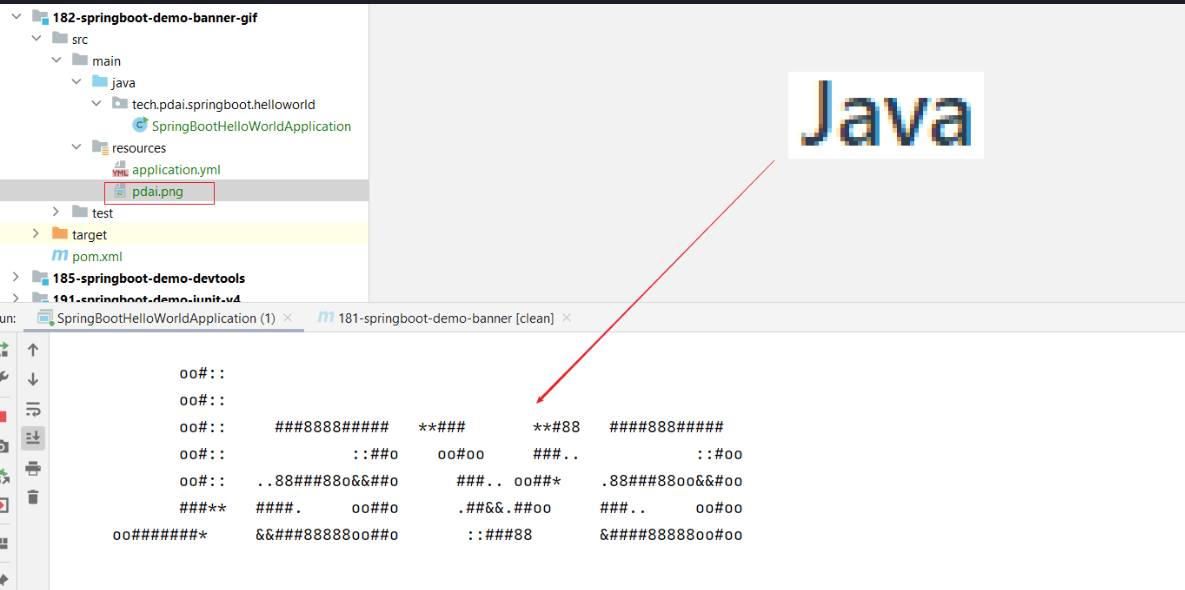 182-springboot-demo-banner-gif
src
main
java
tech.pdai.springboot.helloworld
SpringBootHelloWorldApplication
resources
application.yml
pdai.png
test
target
pom.xml
185-springboot-demo-devtools
191-springboot-demo-junit-v4
Java
un: SpringBootHelloWorldApplication (1) 181-springboot-demo-banner [clean]
oo#::
oo#::
oo#::     ###8888#####   **###       **#88   ####888#####
oo#::             ::##o    oo#oo     ###..            ::#oo
oo#::   ..88###88o&&##o      ###.. oo##*    .88###88oo&&#oo
###**   ####.     oo##o      .##&&.##oo     ###..     oo#oo
oo#######*     &&###88888oo##o       ::###88       &####88888oo#oo